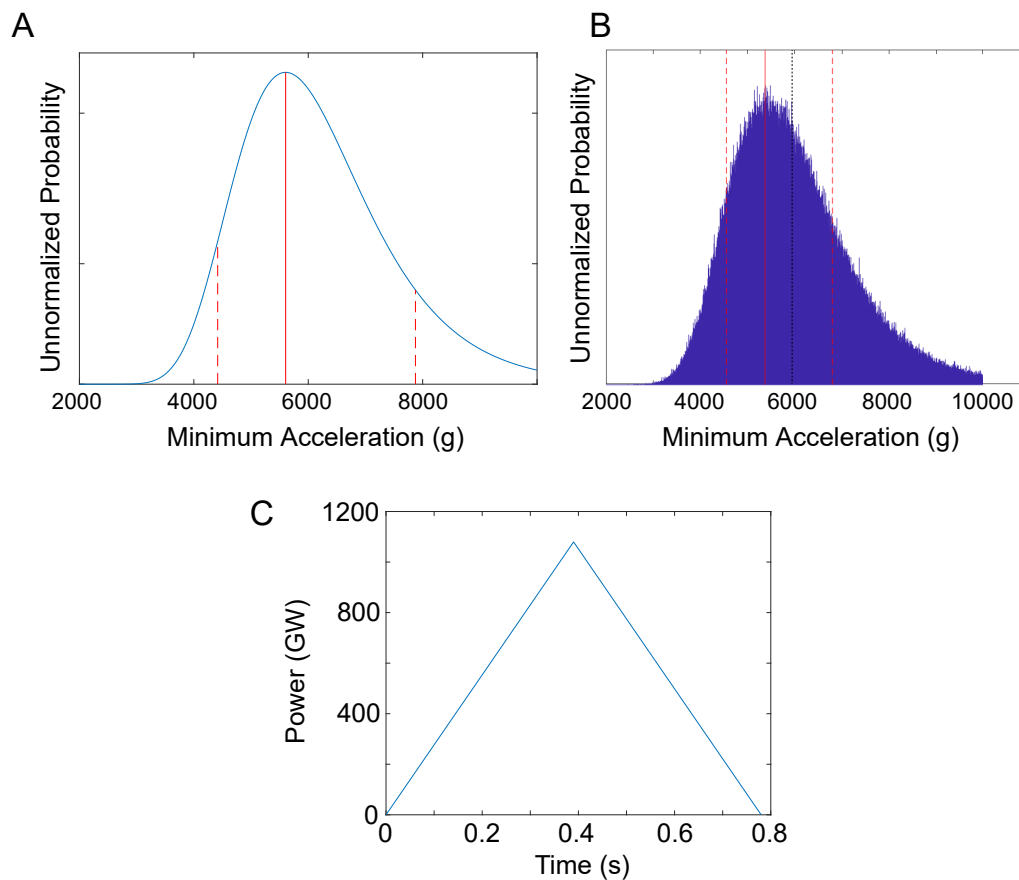 A
Unnormalized Probability
2000 4000 6000 8000
Minimum Acceleration (g)
B
Unnormalized Probability
2000 4000 6000 8000 10000
Minimum Acceleration (g)
C
Power (GW)
1200
800
400
0
0 0.2 0.4 0.6 0.8
Time (s)